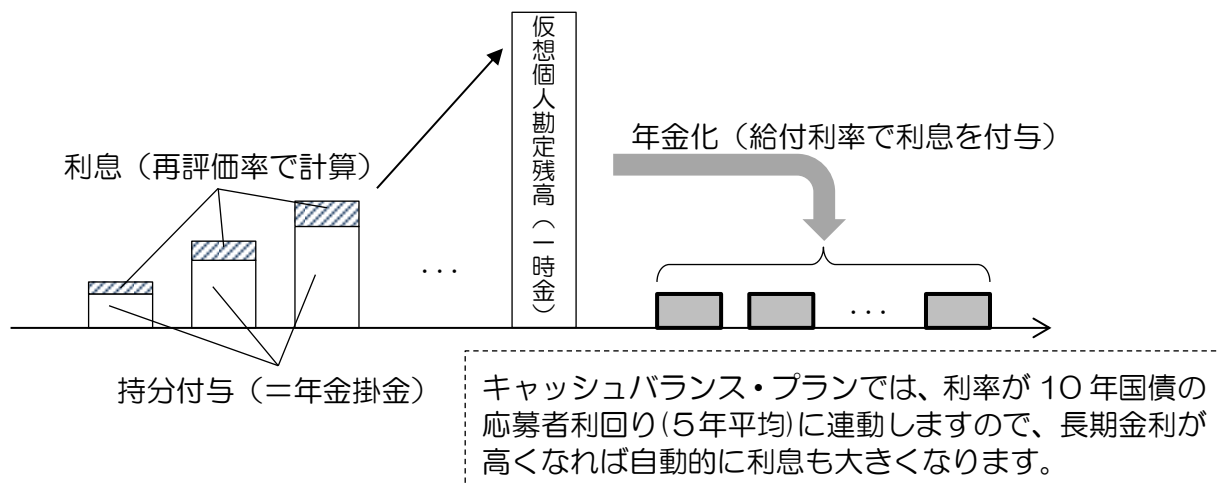 仮想個人勘定残高(一時金)
年金化（給付利率で利息を付与）
利息（再評価率で計算）
･･･
･･･
持分付与（＝年金掛金）
キャッシュバランス・プランでは、利率が 10 年国債の
応募者利回り(５年平均)に連動しますので、長期金利が
高くなれば自動的に利息も大きくなります。